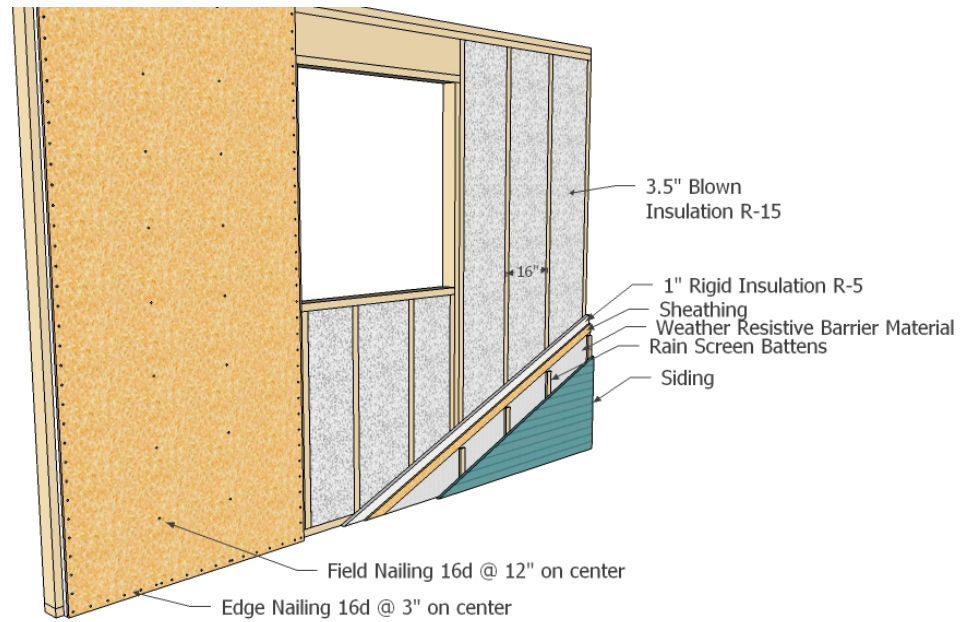 3.5" Blown
Insulation R-15
16"
1" Rigid Insulation R-5
Sheathing
Weather Resistive Barrier Material
Rain Screen Battens
Siding
Field Nailing 16d @ 12" on center
Edge Nailing 16d @ 3" on center